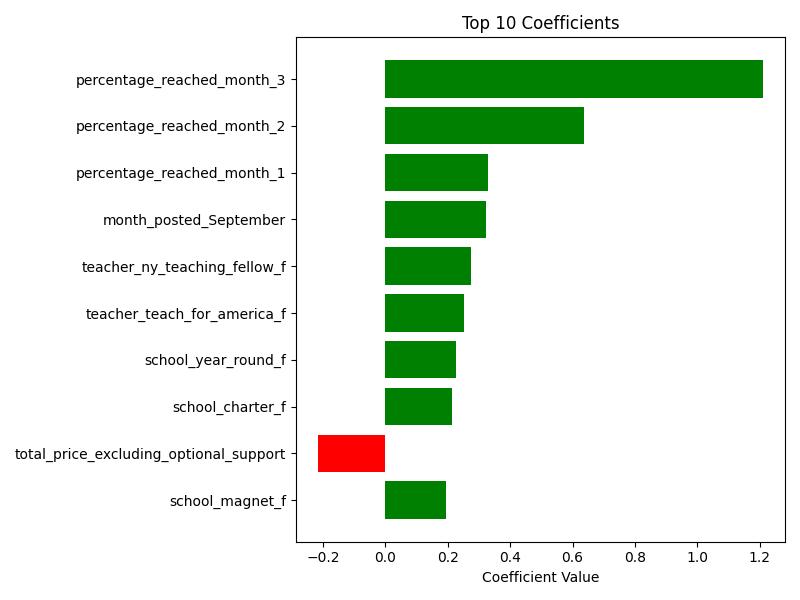 Top 10 Coefficients
percentage_reached_month_3
percentage_reached_month_2
percentage_reached_month_1
month_posted_September
teacher_ny_teaching_fellow_f
teacher_teach_for_america_f
school_year_round_f
school_charter_f
total_price_excluding_optional_support
school_magnet_f
−0.2 0.0 0.2 0.4 0.6 0.8 1.0 1.2
Coefficient Value